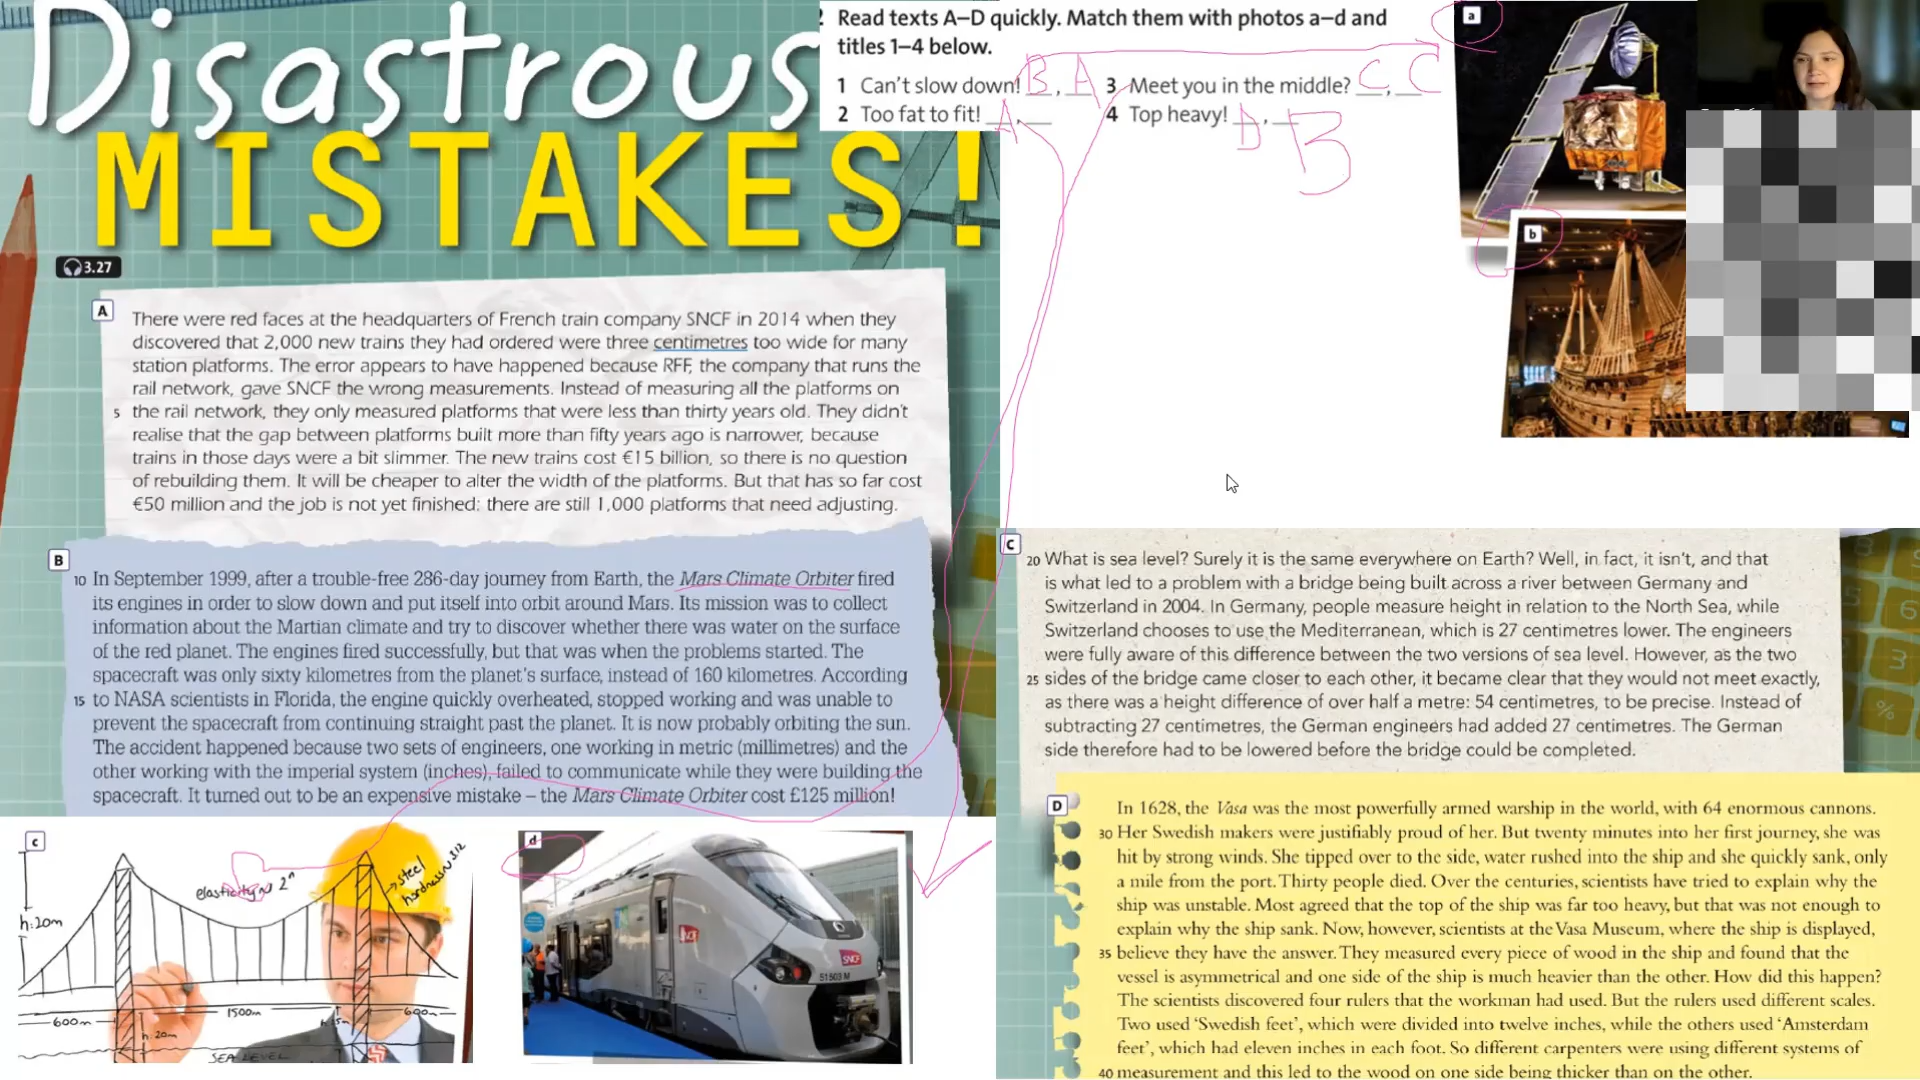 Disastrous
MISTAKES!
3.27
Read texts A–D quickly. Match them with photos a–d and
titles 1–4 below.
1 Can't slow down! B, A
2 Too fat to fit! A,
3 Meet you in the middle? C, C
4 Top heavy! D, B
a
b
A
There were red faces at the headquarters of French train company SNCF in 2014 when they
discovered that 2,000 new trains they had ordered were three centimetres too wide for many
station platforms. The error appears to have happened because RFF, the company that runs the
rail network, gave SNCF the wrong measurements. Instead of measuring all the platforms on
5 the rail network, they only measured platforms that were less than thirty years old. They didn't
realise that the gap between platforms built more than fifty years ago is narrower, because
trains in those days were a bit slimmer. The new trains cost €15 billion, so there is no question
of rebuilding them. It will be cheaper to alter the width of the platforms. But that has so far cost
€50 million and the job is not yet finished: there are still 1,000 platforms that need adjusting.
B
10 In September 1999, after a trouble-free 286-day journey from Earth, the Mars Climate Orbiter fired
its engines in order to slow down and put itself into orbit around Mars. Its mission was to collect
information about the Martian climate and try to discover whether there was water on the surface
of the red planet. The engines fired successfully, but that was when the problems started. The
spacecraft was only sixty kilometres from the planet's surface, instead of 160 kilometres. According
15 to NASA scientists in Florida, the engine quickly overheated, stopped working and was unable to
prevent the spacecraft from continuing straight past the planet. It is now probably orbiting the sun.
The accident happened because two sets of engineers, one working in metric (millimetres) and the
other working with the imperial system (inches), failed to communicate while they were building the
spacecraft. It turned out to be an expensive mistake – the Mars Climate Orbiter cost £125 million!
C
20 What is sea level? Surely it is the same everywhere on Earth? Well, in fact, it isn't, and that
is what led to a problem with a bridge being built across a river between Germany and
Switzerland in 2004. In Germany, people measure height in relation to the North Sea, while
Switzerland chooses to use the Mediterranean, which is 27 centimetres lower. The engineers
were fully aware of this difference between the two versions of sea level. However, as the two
25 sides of the bridge came closer to each other, it became clear that they would not meet exactly,
as there was a height difference of over half a metre: 54 centimetres, to be precise. Instead of
subtracting 27 centimetres, the German engineers had added 27 centimetres. The German
side therefore had to be lowered before the bridge could be completed.
D
In 1628, the Vasa was the most powerfully armed warship in the world, with 64 enormous cannons.
30 Her Swedish makers were justifiably proud of her. But twenty minutes into her first journey, she was
hit by strong winds. She tipped over to the side, water rushed into the ship and she quickly sank, only
a mile from the port. Thirty people died. Over the centuries, scientists have tried to explain why the
ship was unstable. Most agreed that the top of the ship was far too heavy, but that was not enough to
explain why the ship sank. Now, however, scientists at the Vasa Museum, where the ship is displayed,
35 believe they have the answer. They measured every piece of wood in the ship and found that the
vessel is asymmetrical and one side of the ship is much heavier than the other. How did this happen?
The scientists discovered four rulers that the workman had used. But the rulers used different scales.
Two used 'Swedish feet', which were divided into twelve inches, while the others used 'Amsterdam
feet', which had eleven inches in each foot. So different carpenters were using different systems of
40 measurement and this led to the wood on one side being thicker than on the other.
c
h:20m
steel
600m
1500m
600m
h:20m
SEA LEVEL
d
SNCF
SNCF
51503 M